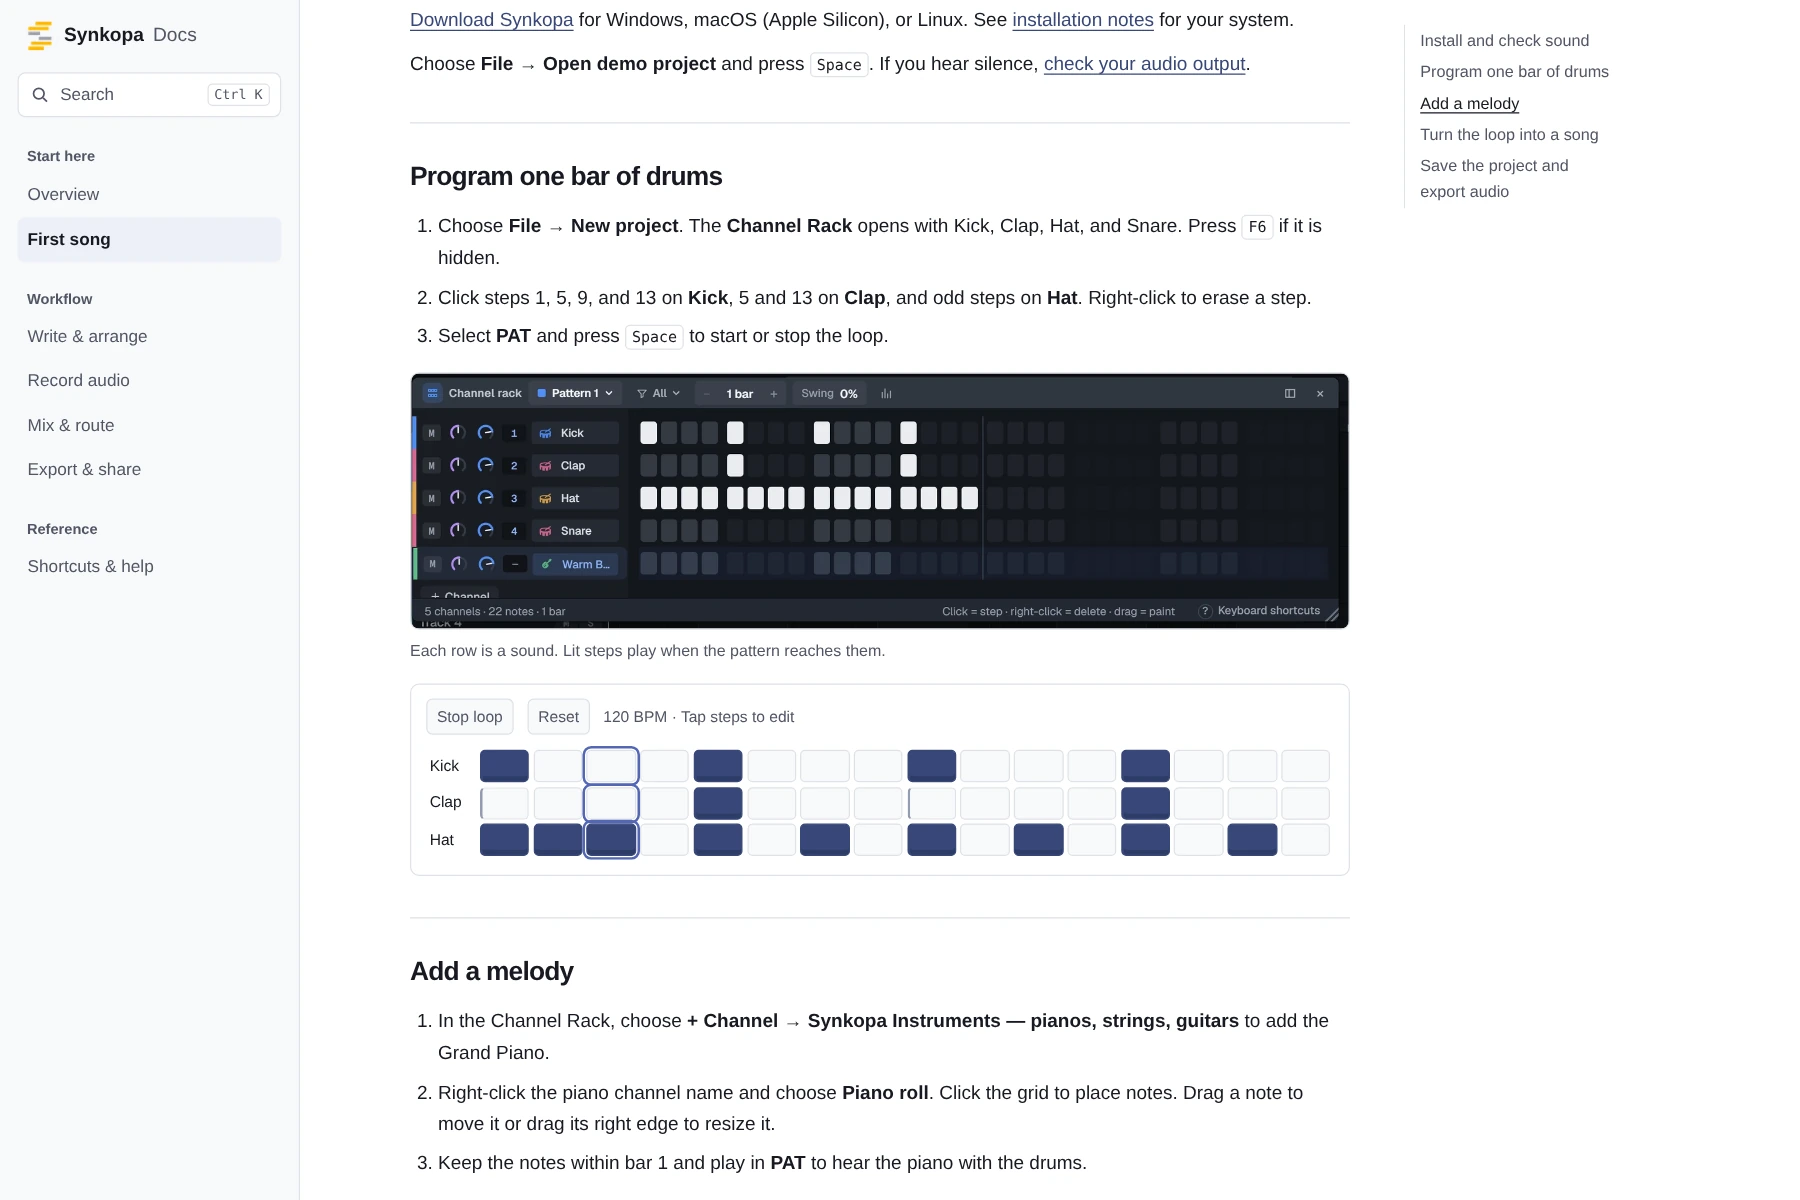 Synkopa Docs
Search Ctrl K
Start here
Overview
First song
Workflow
Write & arrange
Record audio
Mix & route
Export & share
Reference
Shortcuts & help
Download Synkopa for Windows, macOS (Apple Silicon), or Linux. See installation notes for your system.
Choose File → Open demo project and press Space. If you hear silence, check your audio output.
Program one bar of drums
1. Choose File → New project. The Channel Rack opens with Kick, Clap, Hat, and Snare. Press F6 if it is
hidden.
2. Click steps 1, 5, 9, and 13 on Kick, 5 and 13 on Clap, and odd steps on Hat. Right-click to erase a step.
3. Select PAT and press Space to start or stop the loop.
Channel rack Pattern 1 All − 1 bar + Swing 0% ×
M 1 Kick
M 2 Clap
M 3 Hat
M 4 Snare
M – Warm B...
+ Channel
5 channels · 22 notes · 1 bar Click = step · right-click = delete · drag = paint ? Keyboard shortcuts
Track 4 M S
Each row is a sound. Lit steps play when the pattern reaches them.
Stop loop Reset 120 BPM · Tap steps to edit
Kick
Clap
Hat
Add a melody
1. In the Channel Rack, choose + Channel → Synkopa Instruments — pianos, strings, guitars to add the
Grand Piano.
2. Right-click the piano channel name and choose Piano roll. Click the grid to place notes. Drag a note to
move it or drag its right edge to resize it.
3. Keep the notes within bar 1 and play in PAT to hear the piano with the drums.
Install and check sound
Program one bar of drums
Add a melody
Turn the loop into a song
Save the project and
export audio